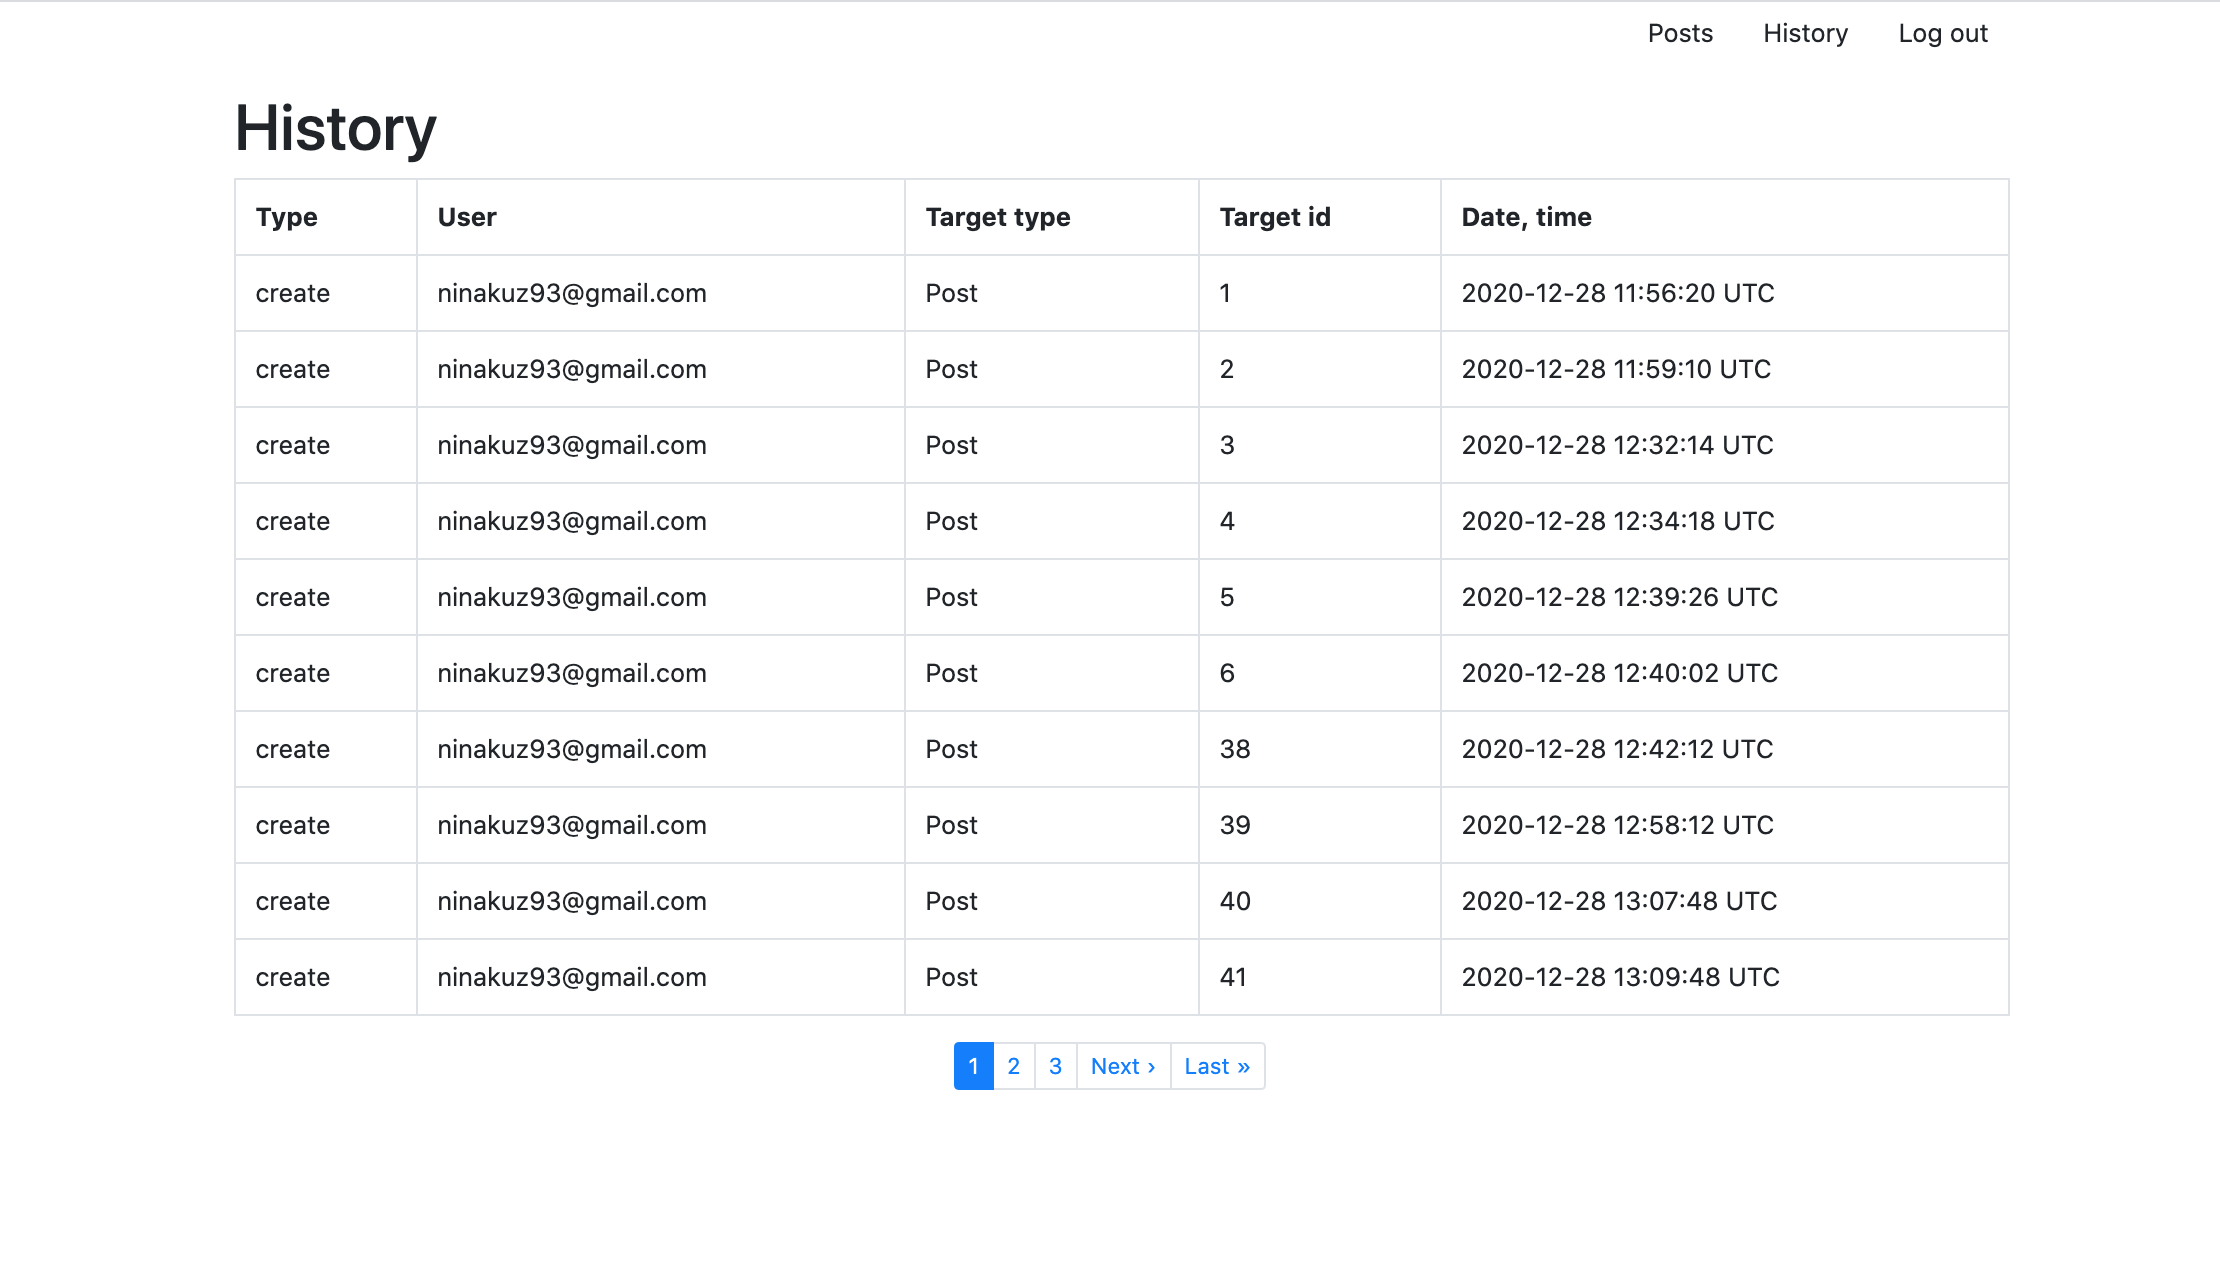 Posts History Log out
History
Type User Target type Target id Date, time
create ninakuz93@gmail.com Post 1 2020-12-28 11:56:20 UTC
create ninakuz93@gmail.com Post 2 2020-12-28 11:59:10 UTC
create ninakuz93@gmail.com Post 3 2020-12-28 12:32:14 UTC
create ninakuz93@gmail.com Post 4 2020-12-28 12:34:18 UTC
create ninakuz93@gmail.com Post 5 2020-12-28 12:39:26 UTC
create ninakuz93@gmail.com Post 6 2020-12-28 12:40:02 UTC
create ninakuz93@gmail.com Post 38 2020-12-28 12:42:12 UTC
create ninakuz93@gmail.com Post 39 2020-12-28 12:58:12 UTC
create ninakuz93@gmail.com Post 40 2020-12-28 13:07:48 UTC
create ninakuz93@gmail.com Post 41 2020-12-28 13:09:48 UTC
1 2 3 Next › Last »